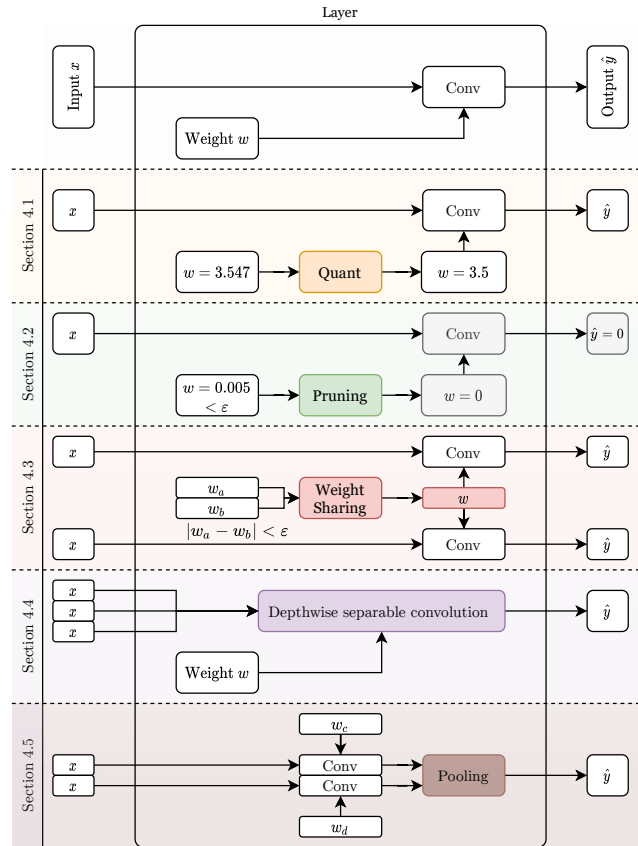 Layer
Input x
Conv
Output ŷ
Weight w
Section 4.1
x
Conv
ŷ
w = 3.547
Quant
w = 3.5
Section 4.2
x
Conv
ŷ = 0
w = 0.005
< ε
Pruning
w = 0
Section 4.3
x
Conv
ŷ
w_a
w_b
Weight
Sharing
w
|w_a − w_b| < ε
x
Conv
ŷ
Section 4.4
x
x
x
Depthwise separable convolution
ŷ
Weight w
Section 4.5
w_c
x
Conv
x
Conv
Pooling
ŷ
w_d